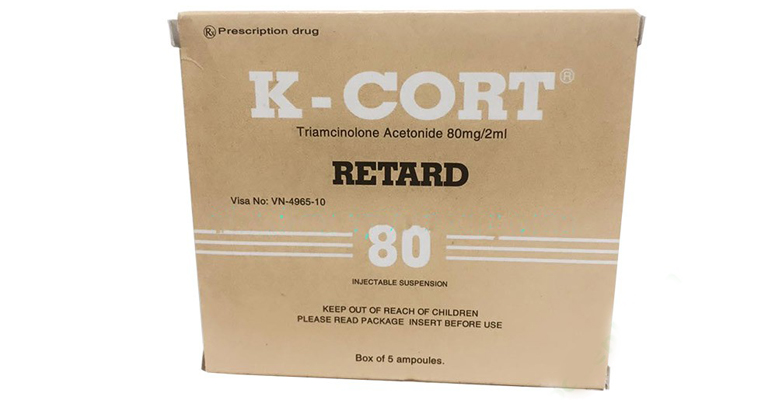 Rx Prescription drug
K-CORT®
Triamcinolone Acetonide 80mg/2ml
RETARD
Visa No: VN-4965-10
80
INJECTABLE SUSPENSION
KEEP OUT OF REACH OF CHILDREN
PLEASE READ PACKAGE INSERT BEFORE USE
Box of 5 ampoules.